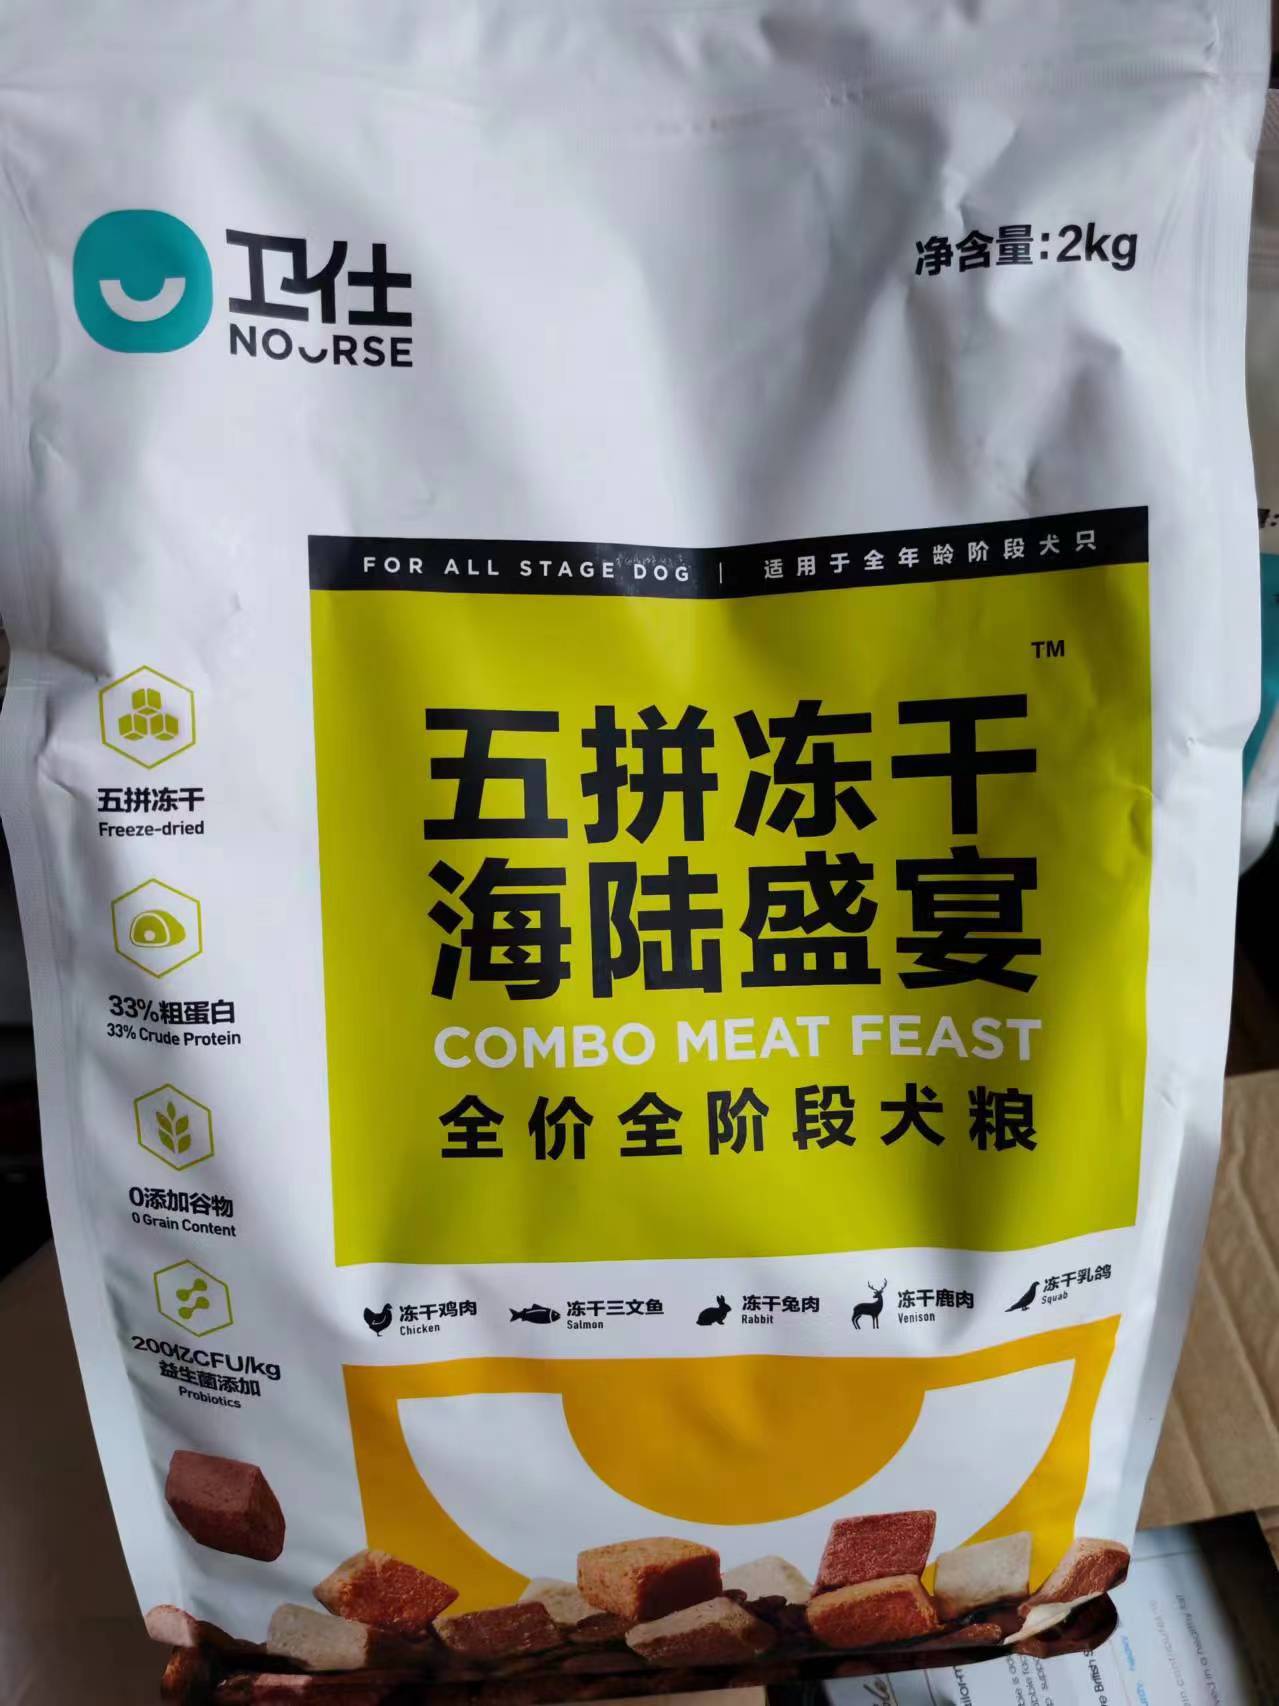 卫仕
NOURSE
净含量:2kg
FOR ALL STAGE DOG | 适用于全年龄阶段犬只
TM
五拼冻干
海陆盛宴
COMBO MEAT FEAST
全价全阶段犬粮
五拼冻干
Freeze-dried
33%粗蛋白
33% Crude Protein
0添加谷物
0 Grain Content
200亿CFU/kg
益生菌添加
Probiotics
冻干鸡肉
Chicken
冻干三文鱼
Salmon
冻干兔肉
Rabbit
冻干鹿肉
Venison
冻干乳鸽
Squab